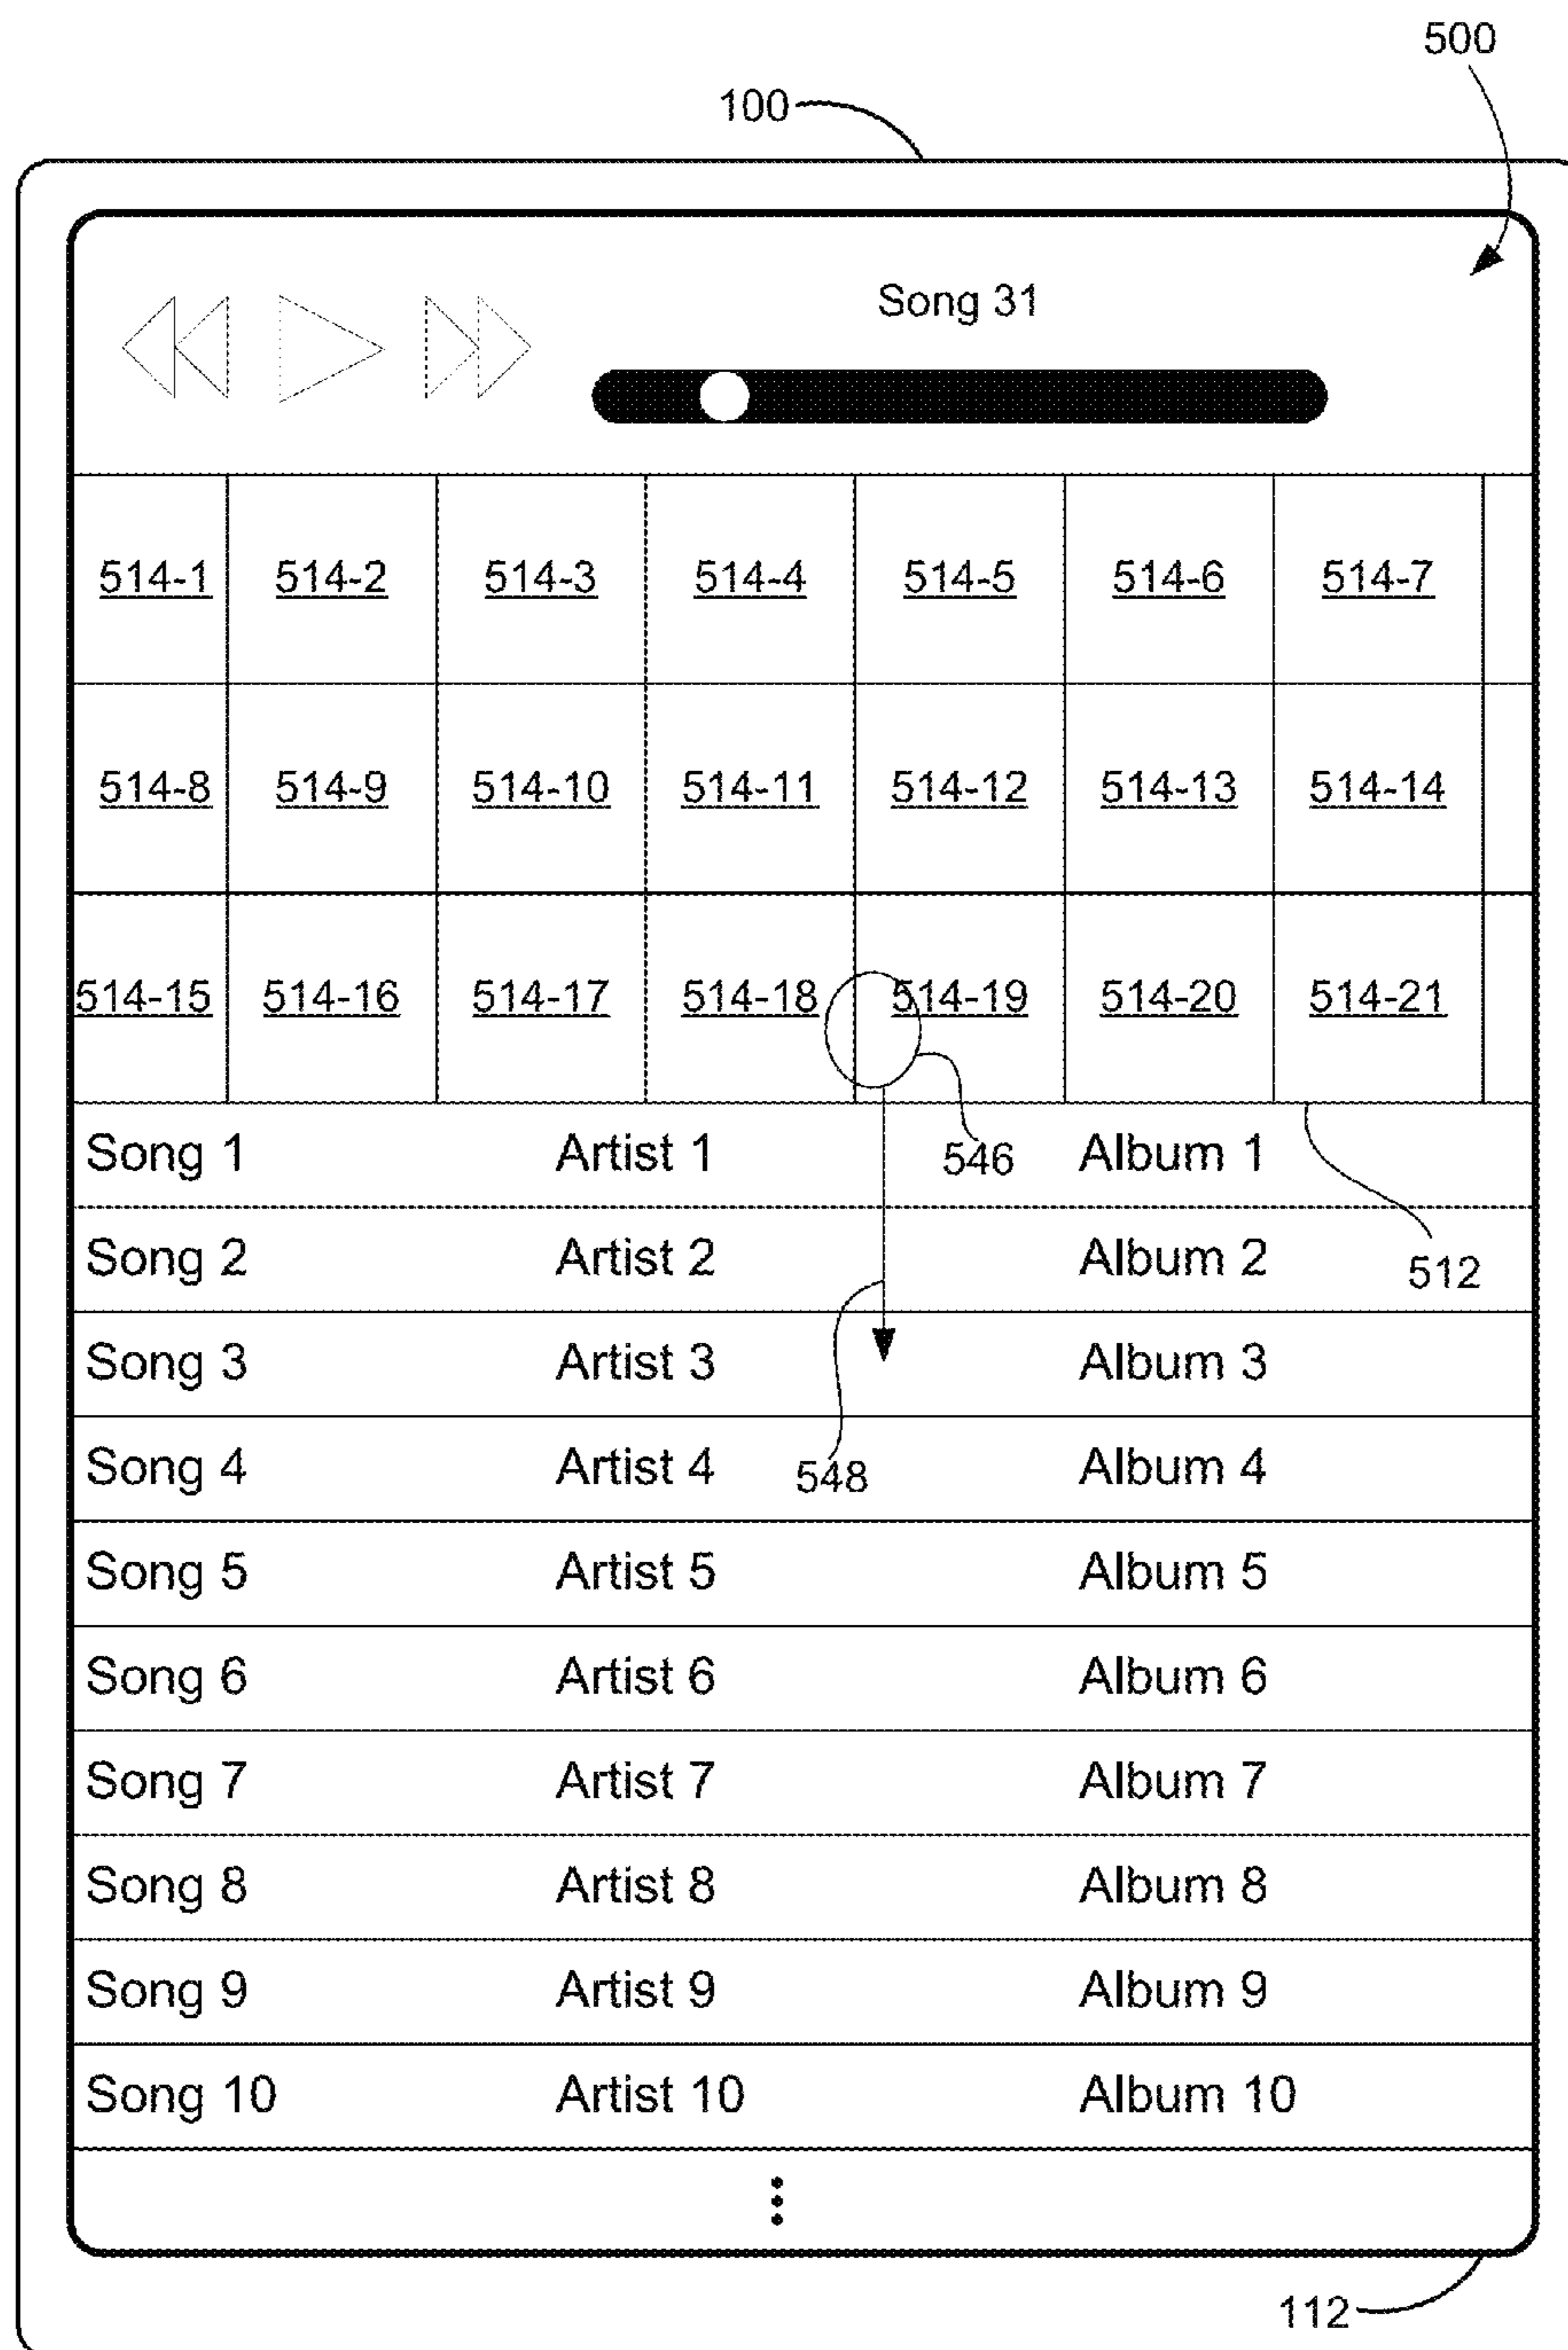 500
100
Song 31
514-1 514-2 514-3 514-4 514-5 514-6 514-7
514-8 514-9 514-10 514-11 514-12 514-13 514-14
514-15 514-16 514-17 514-18 514-19 514-20 514-21
Song 1 Artist 1 546 Album 1
Song 2 Artist 2 Album 2 512
Song 3 Artist 3 Album 3
Song 4 Artist 4 548 Album 4
Song 5 Artist 5 Album 5
Song 6 Artist 6 Album 6
Song 7 Artist 7 Album 7
Song 8 Artist 8 Album 8
Song 9 Artist 9 Album 9
Song 10 Artist 10 Album 10
112